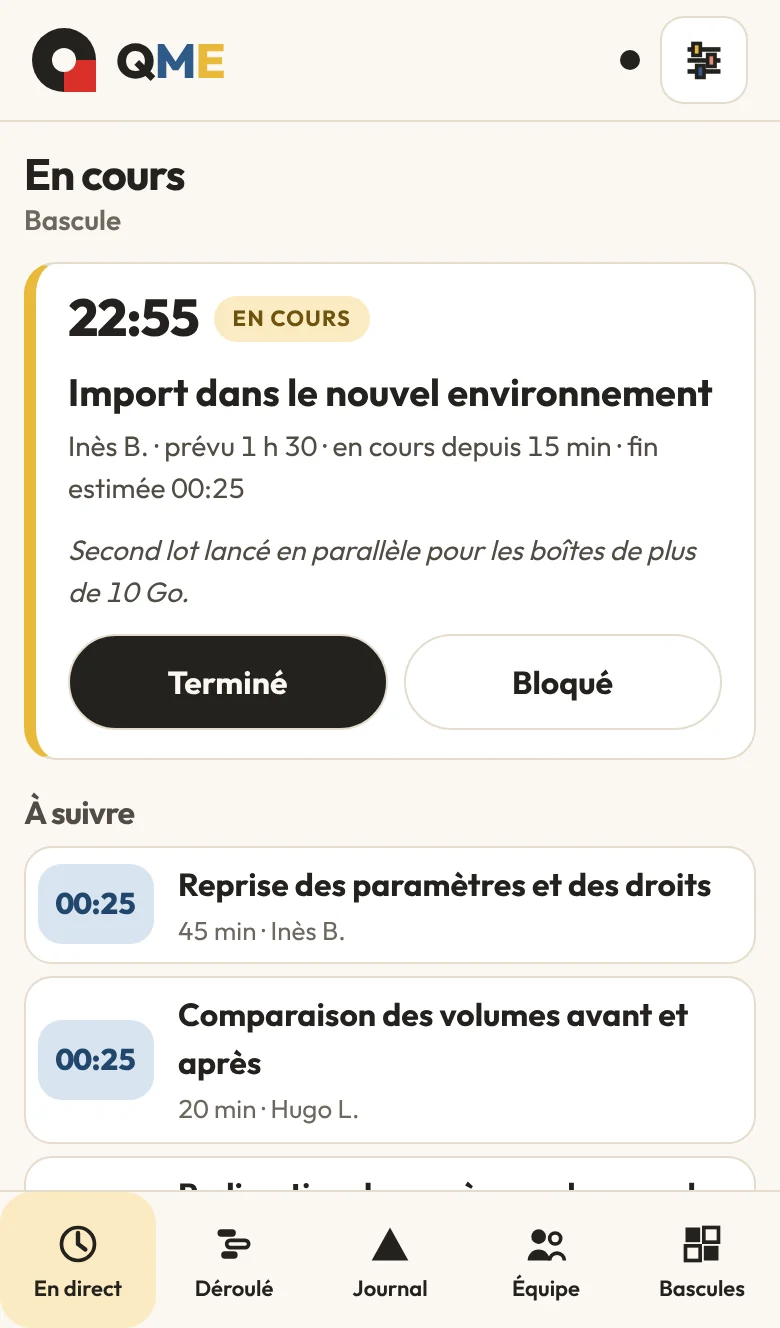 QME
En cours
Bascule
22:55 EN COURS
Import dans le nouvel environnement
Inès B. · prévu 1 h 30 · en cours depuis 15 min · fin
estimée 00:25
Second lot lancé en parallèle pour les boîtes de plus
de 10 Go.
Terminé Bloqué
À suivre
00:25 Reprise des paramètres et des droits
45 min · Inès B.
Comparaison des volumes avant et
00:25 après
20 min · Hugo L.
En direct Déroulé Journal Équipe Bascules